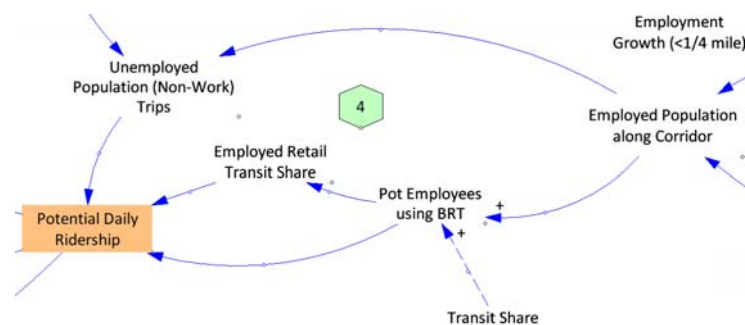 Employment
Growth (<1/4 mile)
Unemployed
Population (Non-Work)
Trips
4
Employed Population
along Corridor
Employed Retail
Transit Share
Pot Employees
using BRT
+
+
Potential Daily
Ridership
Transit Share